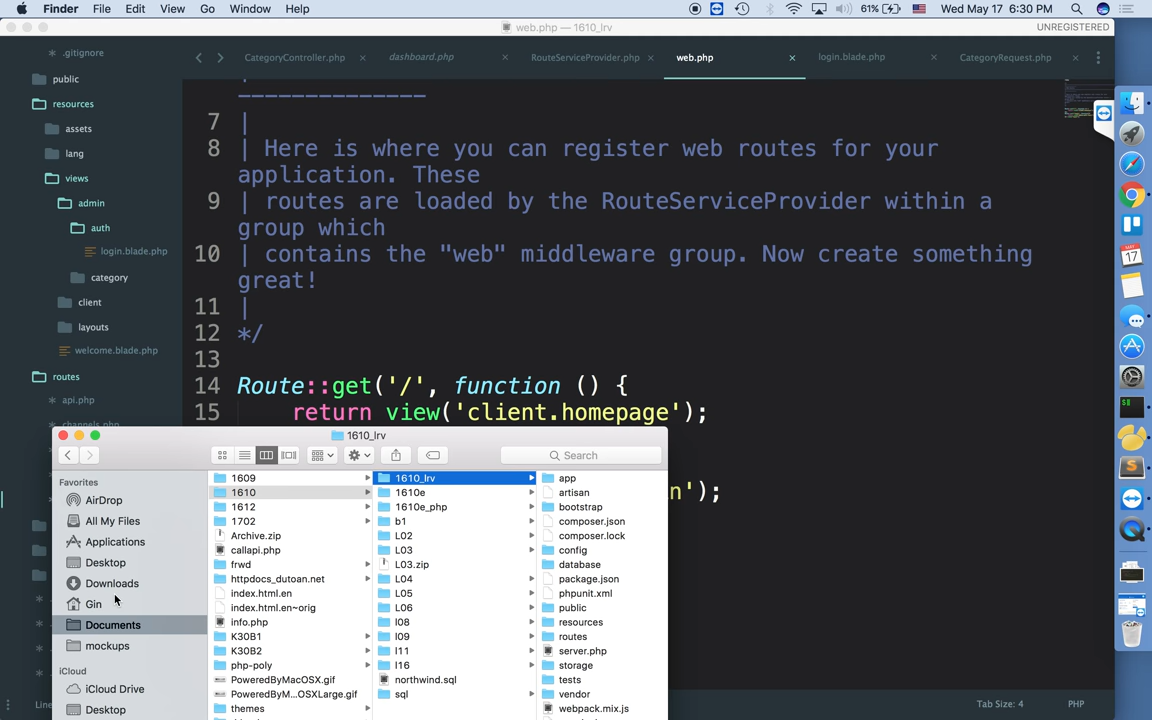 Finder File Edit View Go Window Help
61% Wed May 17 6:30 PM
web.php — 1610_lrv
UNREGISTERED
.gitignore
public
resources
assets
lang
views
admin
auth
login.blade.php
category
client
layouts
welcome.blade.php
routes
api.php
channels.php
CategoryController.php × dashboard.php × RouteServiceProvider.php × web.php × login.blade.php × CategoryRequest.php ×
--------------
7 |
8 | Here is where you can register web routes for your
application. These
9 | routes are loaded by the RouteServiceProvider within a
group which
10 | contains the "web" middleware group. Now create something
great!
11 |
12 */
13
14 Route::get('/', function () {
15 return view('client.homepage');
n');
1610_lrv
Search
Favorites
AirDrop
All My Files
Applications
Desktop
Downloads
Gin
Documents
mockups
iCloud
iCloud Drive
Desktop
1609
1610
1612
1702
Archive.zip
callapi.php
frwd
httpdocs_dutoan.net
index.html.en
index.html.en~orig
info.php
K30B1
K30B2
php-poly
PoweredByMacOSX.gif
PoweredByM...OSXLarge.gif
themes
1610_lrv
1610e
1610e_php
b1
L02
L03
L03.zip
L04
L05
L06
l08
l09
l11
l16
northwind.sql
sql
app
artisan
bootstrap
composer.json
composer.lock
config
database
package.json
phpunit.xml
public
resources
routes
server.php
storage
tests
vendor
webpack.mix.js
Line
Tab Size: 4
PHP
MAY
17